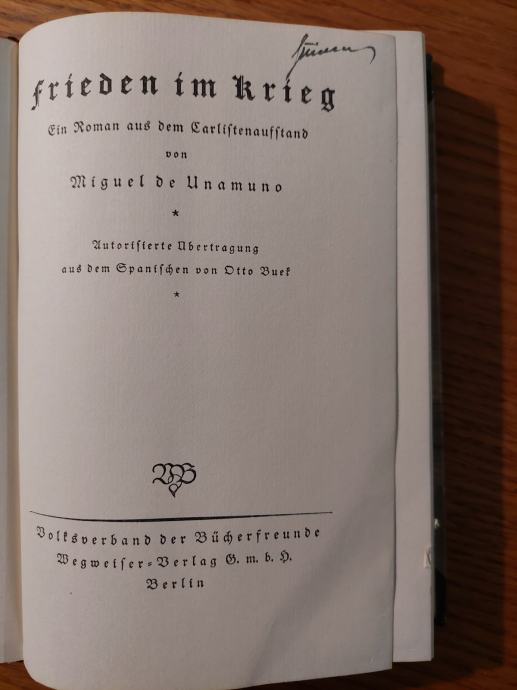 Frieden im Krieg
Ein Roman aus dem Carlistenaufstand
von
Miguel de Unamuno
*
Autorisierte Übertragung
aus dem Spanischen von Otto Buek
*
VB
Volksverband der Bücherfreunde
Wegweiser-Verlag G. m. b. H.
Berlin